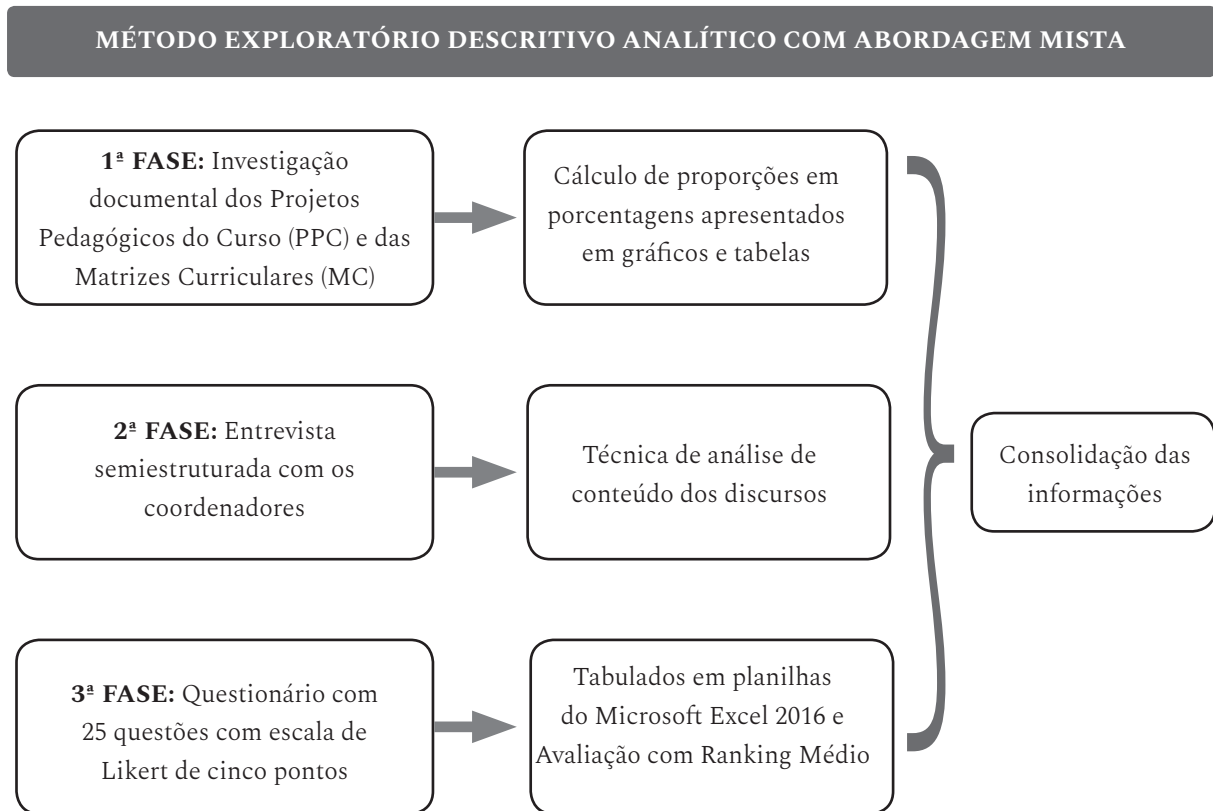 MÉTODO EXPLORATÓRIO DESCRITIVO ANALÍTICO COM ABORDAGEM MISTA
1ª FASE: Investigação
documental dos Projetos
Pedagógicos do Curso (PPC) e das
Matrizes Curriculares (MC)
Cálculo de proporções em
porcentagens apresentados
em gráficos e tabelas
2ª FASE: Entrevista
semiestruturada com os
coordenadores
Técnica de análise de
conteúdo dos discursos
3ª FASE: Questionário com
25 questões com escala de
Likert de cinco pontos
Tabulados em planilhas
do Microsoft Excel 2016 e
Avaliação com Ranking Médio
Consolidação das
informações